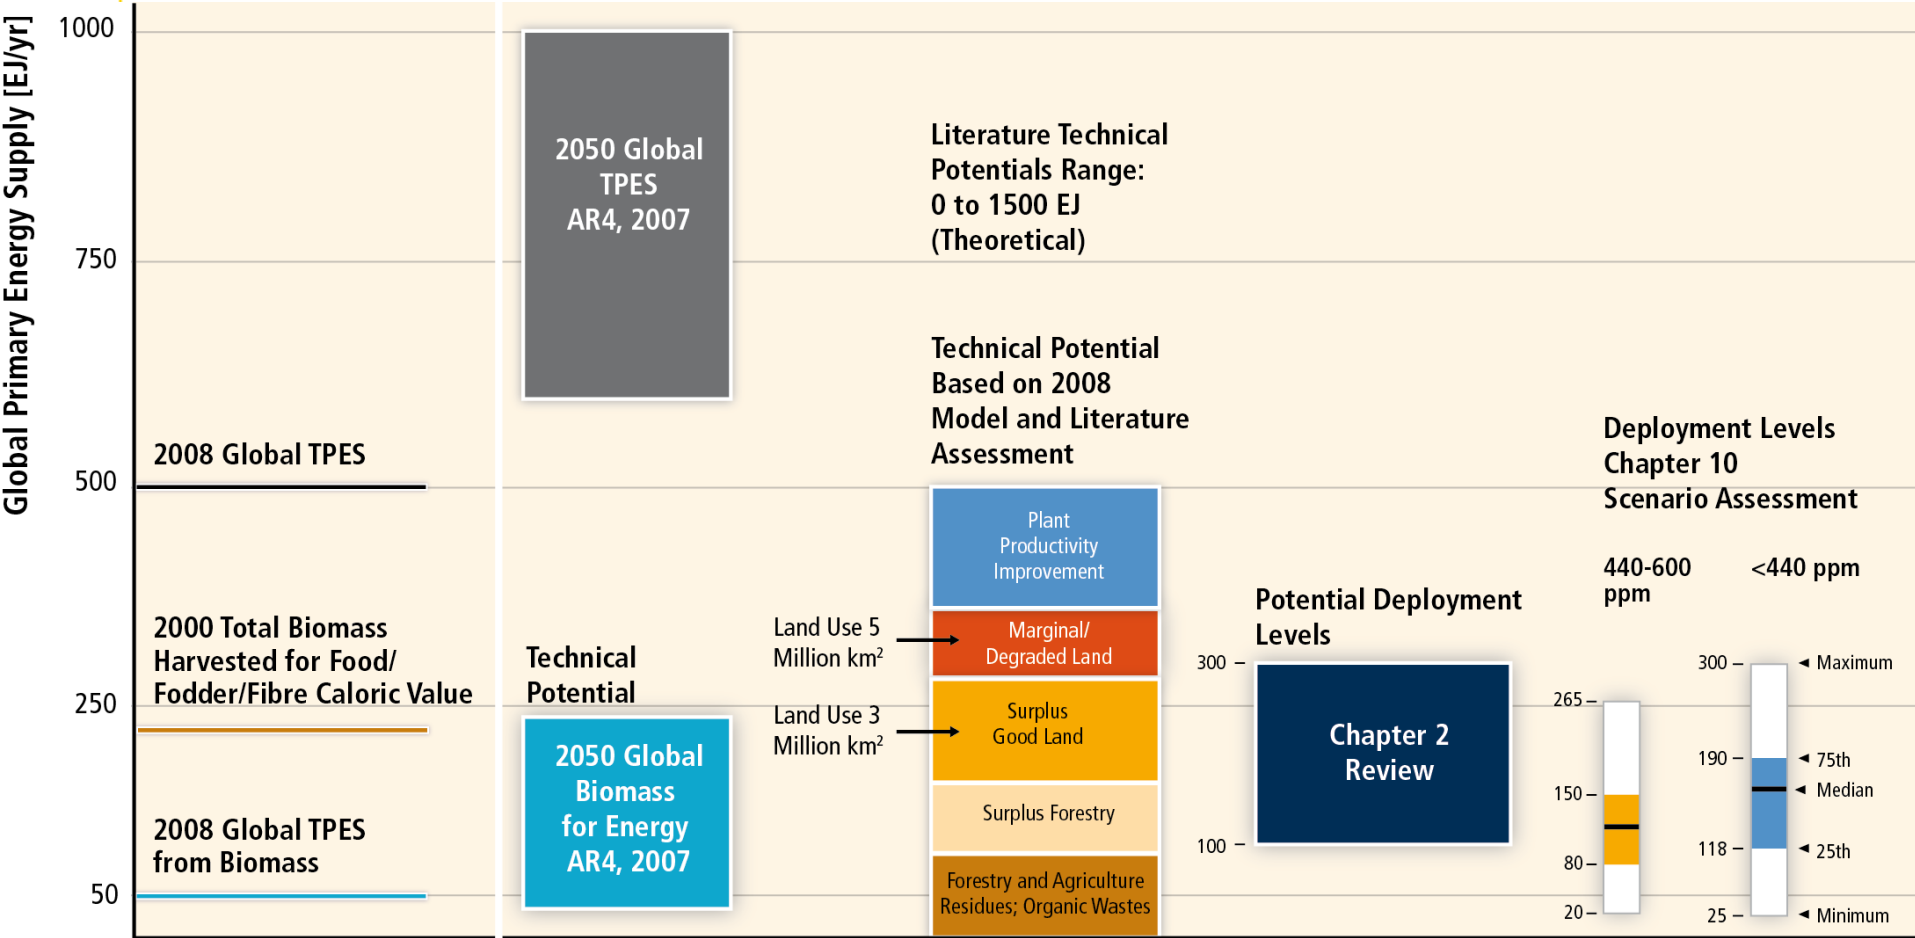 Global Primary Energy Supply [EJ/yr]
1000
750
500
250
50
2008 Global TPES
2000 Total Biomass
Harvested for Food/
Fodder/Fibre Caloric Value
2008 Global TPES
from Biomass
2050 Global
TPES
AR4, 2007
Technical
Potential
2050 Global
Biomass
for Energy
AR4, 2007
Literature Technical
Potentials Range:
0 to 1500 EJ
(Theoretical)
Technical Potential
Based on 2008
Model and Literature
Assessment
Plant
Productivity
Improvement
Land Use 5
Million km²
Marginal/
Degraded Land
Land Use 3
Million km²
Surplus
Good Land
Surplus Forestry
Forestry and Agriculture
Residues; Organic Wastes
Potential Deployment
Levels
300
100
Chapter 2
Review
Deployment Levels
Chapter 10
Scenario Assessment
440-600
ppm
265
150
80
20
<440 ppm
300
190
118
25
Maximum
75th
Median
25th
Minimum